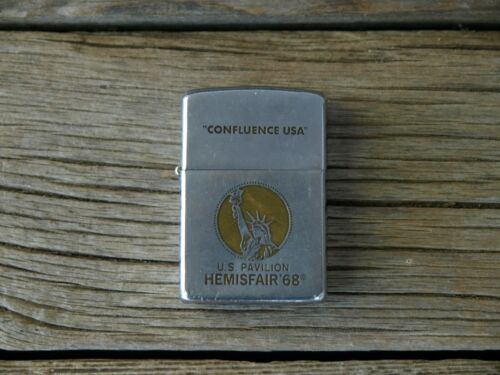 "CONFLUENCE USA"
U.S. PAVILION
HEMISFAIR '68®